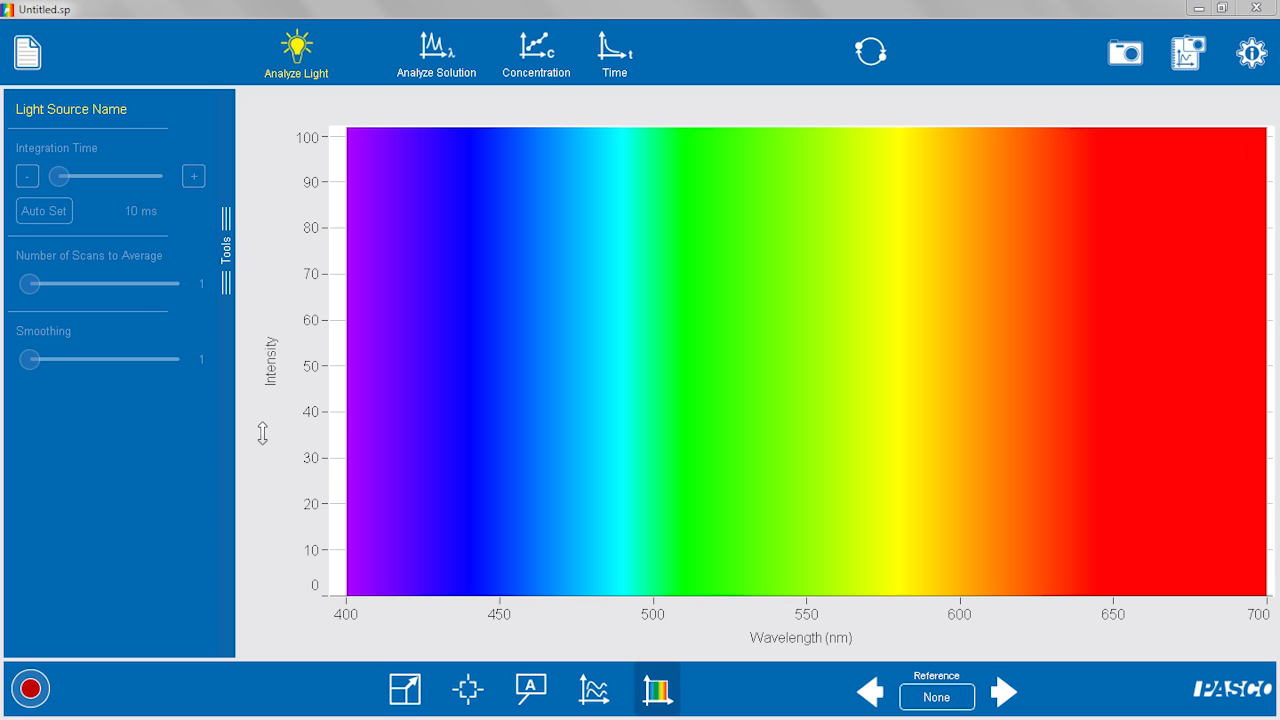 Untitled.sp
Analyze Light
Analyze Solution
Concentration
Time
λ
C
t
Light Source Name
Integration Time
-
+
Auto Set 10 ms
Number of Scans to Average
1
Smoothing
1
Tools
Intensity
100
90
80
70
60
50
40
30
20
10
0
400 450 500 550 600 650 700
Wavelength (nm)
A
Reference
None
PASCO